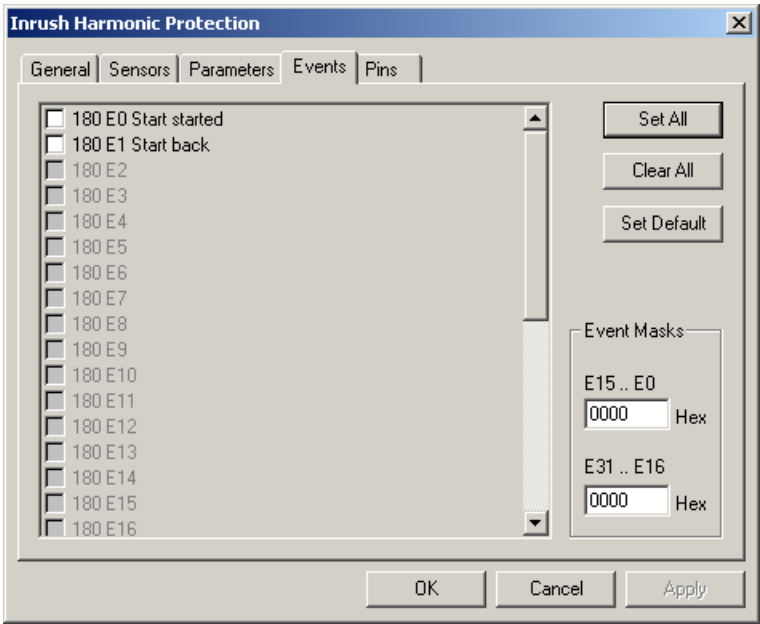 Inrush Harmonic Protection
General
Sensors
Parameters
Events
Pins
180 E0 Start started
180 E1 Start back
180 E2
180 E3
180 E4
180 E5
180 E6
180 E7
180 E8
180 E9
180 E10
180 E11
180 E12
180 E13
180 E14
180 E15
180 E16
Set All
Clear All
Set Default
Event Masks
E15 .. E0
0000 Hex
E31 .. E16
0000 Hex
OK
Cancel
Apply